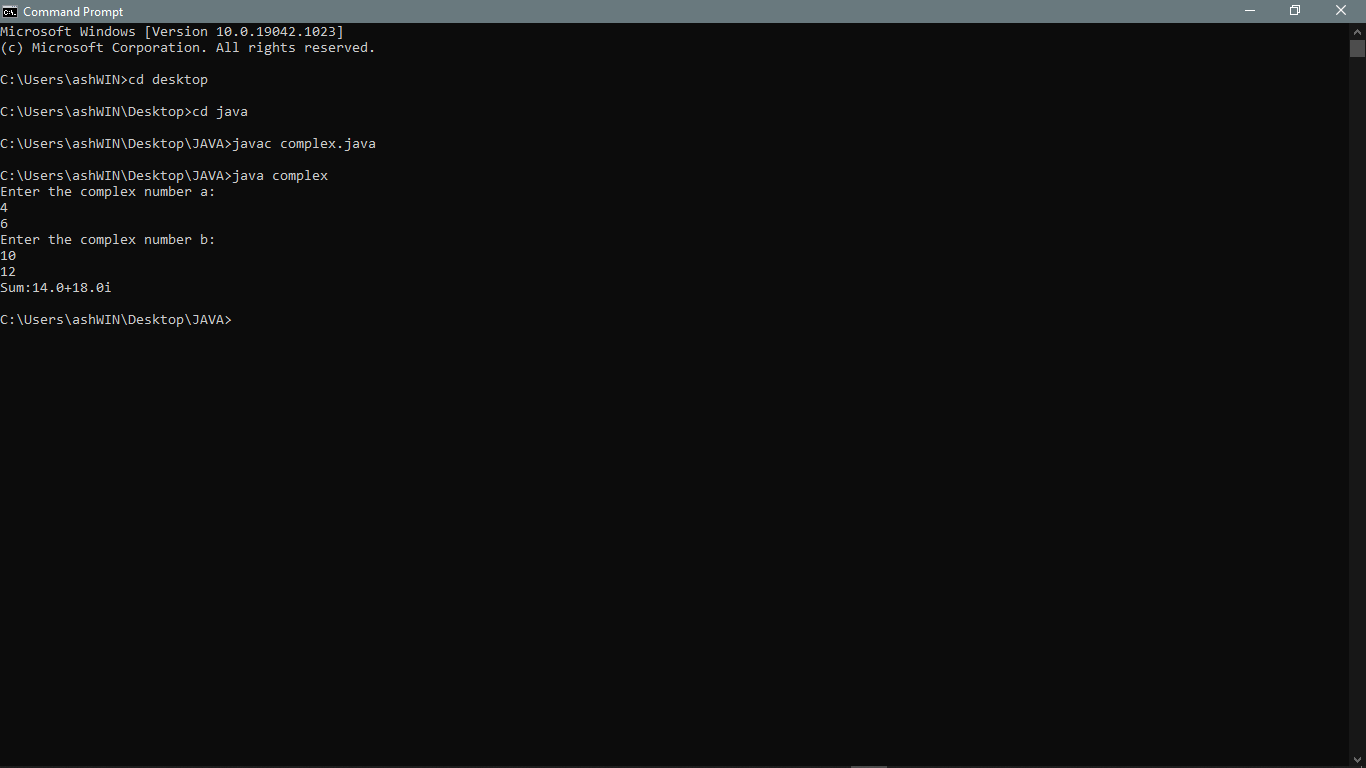 Command Prompt
Microsoft Windows [Version 10.0.19042.1023]
(c) Microsoft Corporation. All rights reserved.
C:\Users\ashWIN>cd desktop
C:\Users\ashWIN\Desktop>cd java
C:\Users\ashWIN\Desktop\JAVA>javac complex.java
C:\Users\ashWIN\Desktop\JAVA>java complex
Enter the complex number a:
4
6
Enter the complex number b:
10
12
Sum:14.0+18.0i
C:\Users\ashWIN\Desktop\JAVA>